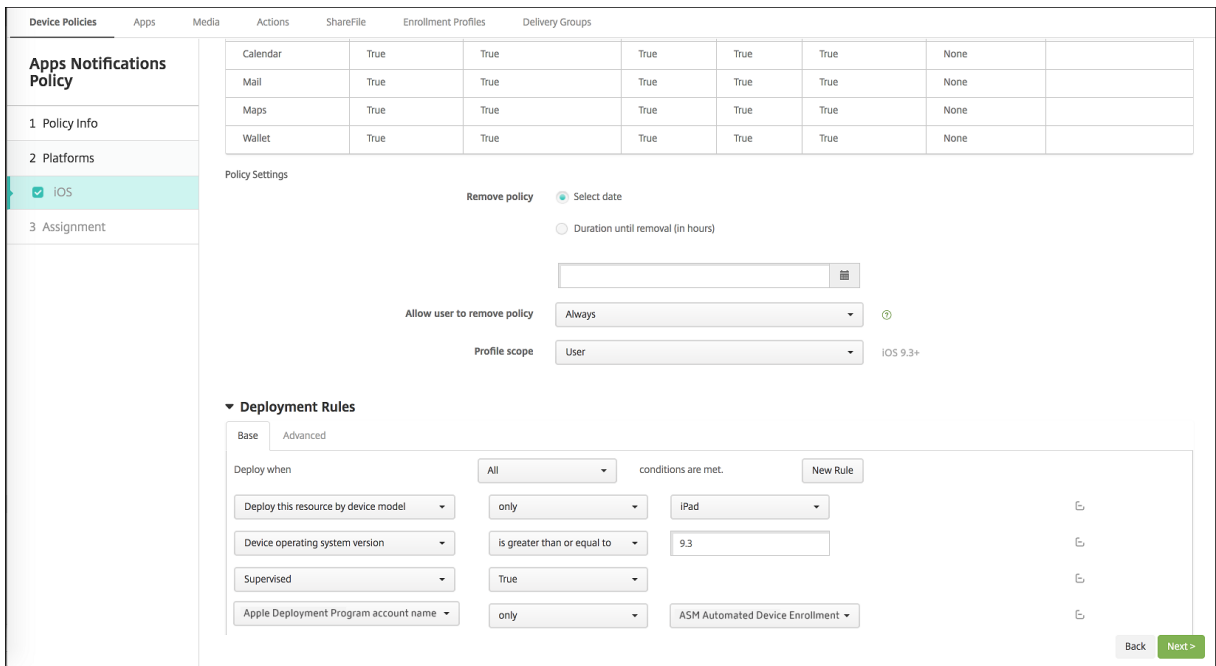 Device Policies Apps Media Actions ShareFile Enrollment Profiles Delivery Groups
Apps Notifications
Policy
1 Policy Info
2 Platforms
iOS
3 Assignment
Calendar True True True True True None
Mail True True True True True None
Maps True True True True True None
Wallet True True True True True None
Policy Settings
Remove policy Select date
Duration until removal (in hours)
Allow user to remove policy Always ?
Profile scope User iOS 9.3+
Deployment Rules
Base Advanced
Deploy when All conditions are met. New Rule
Deploy this resource by device model only iPad
Device operating system version is greater than or equal to 9.3
Supervised True
Apple Deployment Program account name only ASM Automated Device Enrollment
Back Next >